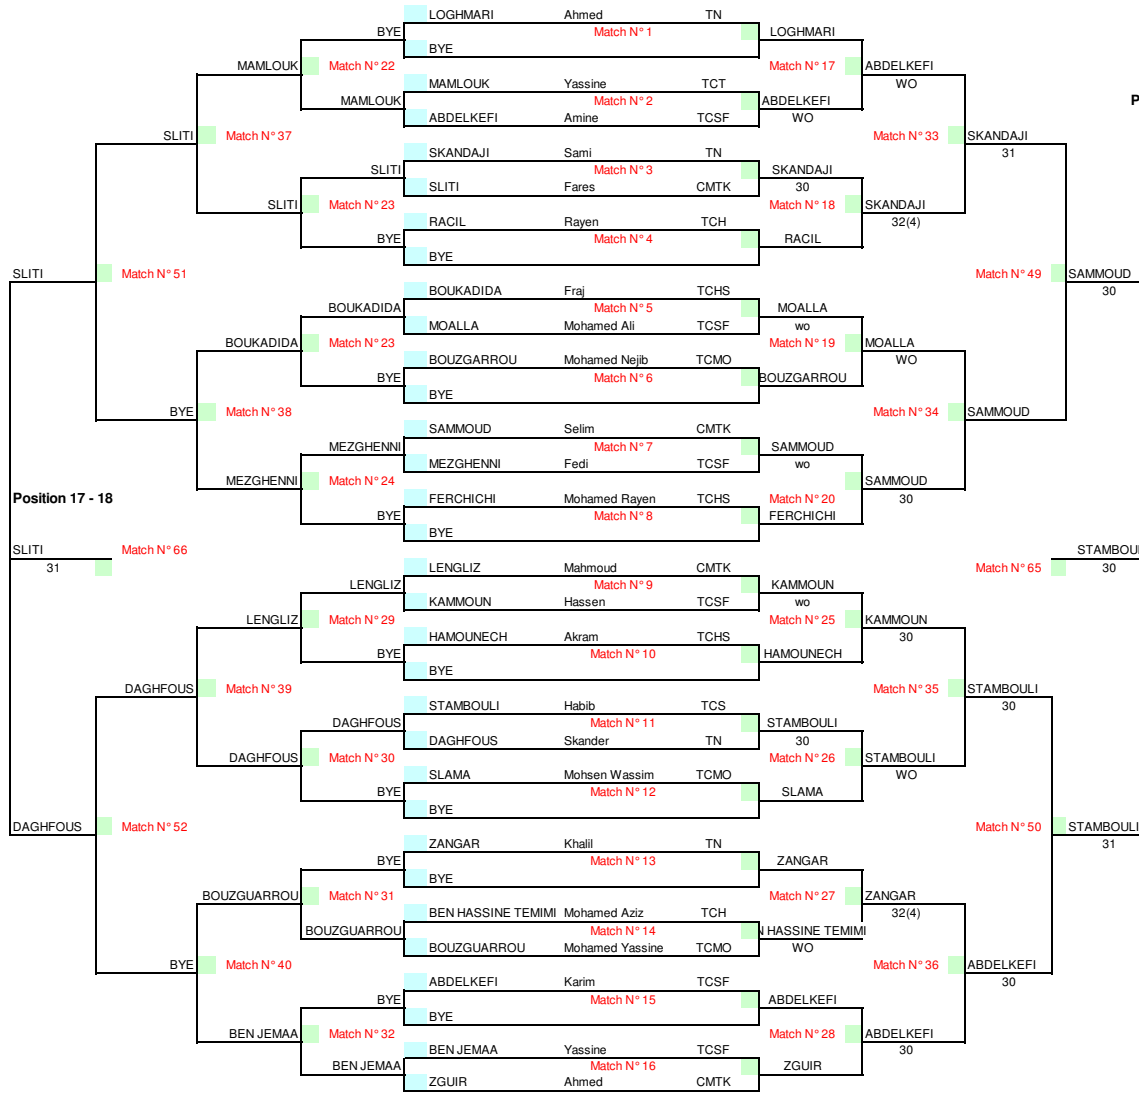 LOGHMARI Ahmed TN
BYE Match N° 1 LOGHMARI
BYE
MAMLOUK Match N° 22 Match N° 17 ABDELKEFI
WO
MAMLOUK Yassine TCT
MAMLOUK Match N° 2 ABDELKEFI
P
ABDELKEFI Amine TCSF WO
SLITI Match N° 37 Match N° 33 SKANDAJI
31
SKANDAJI Sami TN
SLITI Match N° 3 SKANDAJI
SLITI Fares CMTK 30
SLITI Match N° 23 Match N° 18 SKANDAJI
32(4)
RACIL Rayen TCH
BYE Match N° 4 RACIL
BYE
SLITI Match N° 51 Match N° 49 SAMMOUD
30
BOUKADIDA Fraj TCHS
BOUKADIDA Match N° 5 MOALLA
MOALLA Mohamed Ali TCSF wo
BOUKADIDA Match N° 23 Match N° 19 MOALLA
WO
BOUZGARROU Mohamed Nejib TCMO
BYE Match N° 6 BOUZGARROU
BYE
BYE Match N° 38 Match N° 34 SAMMOUD
SAMMOUD Selim CMTK
MEZGHENNI Match N° 7 SAMMOUD
MEZGHENNI Fedi TCSF wo
MEZGHENNI Match N° 24 SAMMOUD
Position 17 - 18 Match N° 20 30
FERCHICHI Mohamed Rayen TCHS
BYE Match N° 8 FERCHICHI
BYE
SLITI Match N° 66 STAMBOUL
31 Match N° 65 30
LENGLIZ Mahmoud CMTK
LENGLIZ Match N° 9 KAMMOUN
KAMMOUN Hassen TCSF wo
LENGLIZ Match N° 29 Match N° 25 KAMMOUN
30
HAMOUNECH Akram TCHS
BYE Match N° 10 HAMOUNECH
BYE
DAGHFOUS Match N° 39 Match N° 35 STAMBOULI
30
STAMBOULI Habib TCS
DAGHFOUS Match N° 11 STAMBOULI
DAGHFOUS Skander TN 30
DAGHFOUS Match N° 30 Match N° 26 STAMBOULI
WO
SLAMA Mohsen Wassim TCMO
BYE Match N° 12 SLAMA
BYE
DAGHFOUS Match N° 52 Match N° 50 STAMBOULI
31
ZANGAR Khalil TN
BYE Match N° 13 ZANGAR
BYE
BOUZGUARROU Match N° 31 Match N° 27 ZANGAR
32(4)
BEN HASSINE TEMIMI Mohamed Aziz TCH
BOUZGUARROU Match N° 14 N HASSINE TEMIMI
BOUZGUARROU Mohamed Yassine TCMO WO
BYE Match N° 40 Match N° 36 ABDELKEFI
30
ABDELKEFI Karim TCSF
BYE Match N° 15 ABDELKEFI
BYE
BEN JEMAA Match N° 32 Match N° 28 ABDELKEFI
30
BEN JEMAA Yassine TCSF
BEN JEMAA Match N° 16 ZGUIR
ZGUIR Ahmed CMTK